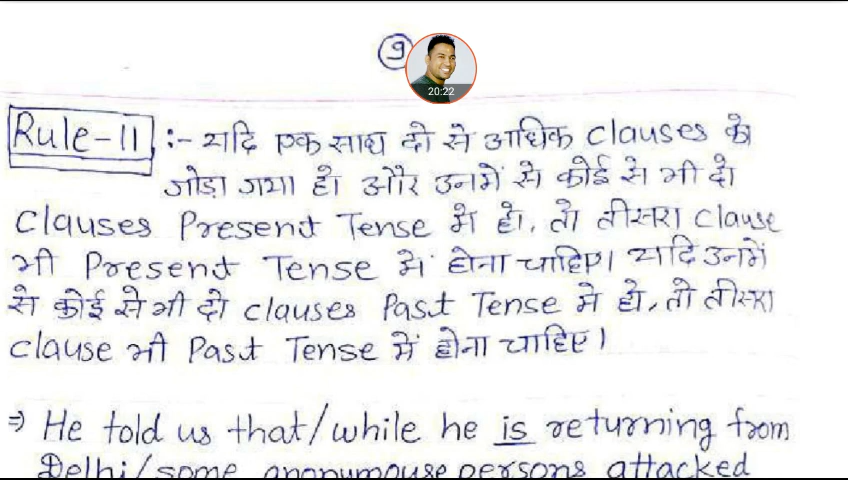 9
20:22
Rule-11 :- यदि एक साथ दो से अधिक clauses को
जोड़ा गया हो और उनमें से कोई से भी दो
Clauses Present Tense में हो, तो तीसरा Clause
भी Present Tense में होना चाहिए। यदि उनमें
से कोई से भी दो clauses Past Tense में हो, तो तीसरा
clause भी Past Tense में होना चाहिए।
⇒ He told us that/while he is returning from
Delhi/some anonymouse persons attacked